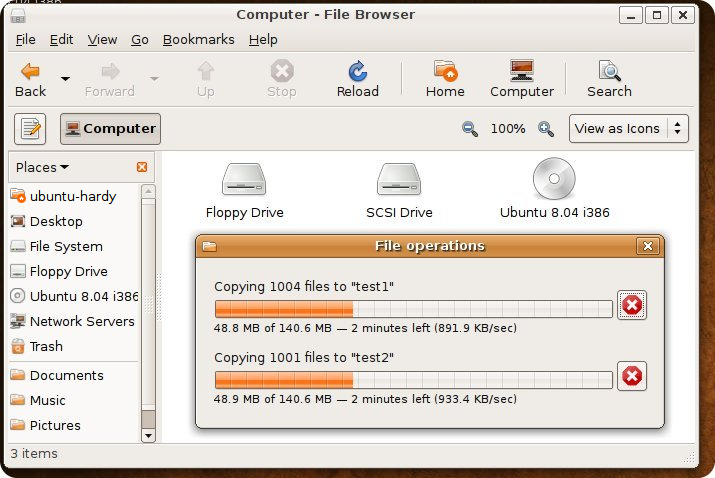 Computer - File Browser
File Edit View Go Bookmarks Help
Back Forward Up Stop Reload Home Computer Search
Computer 100% View as Icons
Places
ubuntu-hardy
Desktop
File System
Floppy Drive
Ubuntu 8.04 i386
Network Servers
Trash
Documents
Music
Pictures
Floppy Drive SCSI Drive Ubuntu 8.04 i386
File operations
Copying 1004 files to "test1"
48.8 MB of 140.6 MB — 2 minutes left (891.9 KB/sec)
Copying 1001 files to "test2"
48.9 MB of 140.6 MB — 2 minutes left (933.4 KB/sec)
3 items